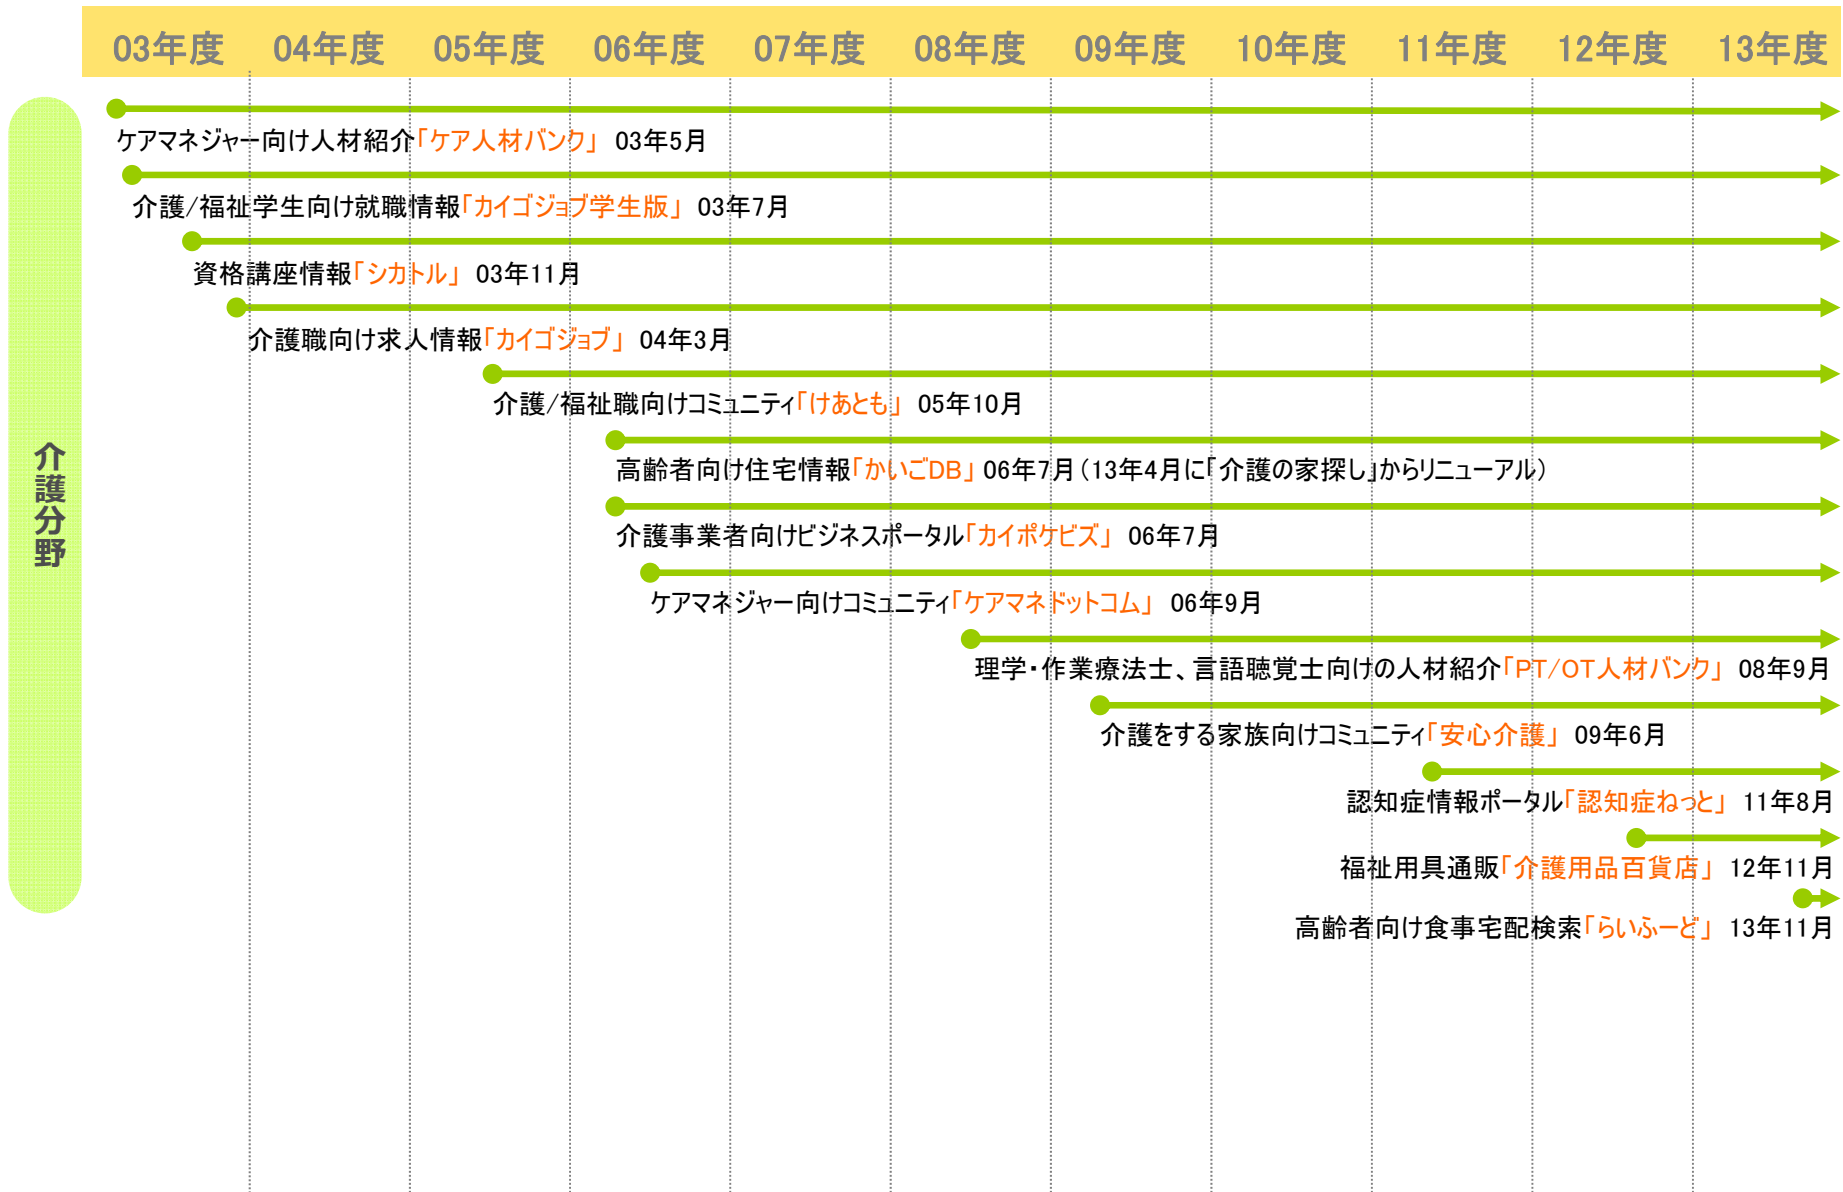 03年度 04年度 05年度 06年度 07年度 08年度 09年度 10年度 11年度 12年度 13年度
介護分野
ケアマネジャー向け人材紹介「ケア人材バンク」 03年5月
介護/福祉学生向け就職情報「カイゴジョブ学生版」 03年7月
資格講座情報「シカトル」 03年11月
介護職向け求人情報「カイゴジョブ」 04年3月
介護/福祉職向けコミュニティ「けあとも」 05年10月
高齢者向け住宅情報「かいごDB」 06年7月(13年4月に「介護の家探し」からリニューアル)
介護事業者向けビジネスポータル「カイポケビズ」 06年7月
ケアマネジャー向けコミュニティ「ケアマネドットコム」 06年9月
理学・作業療法士、言語聴覚士向けの人材紹介「PT/OT人材バンク」 08年9月
介護をする家族向けコミュニティ「安心介護」 09年6月
認知症情報ポータル「認知症ねっと」 11年8月
福祉用具通販「介護用品百貨店」 12年11月
高齢者向け食事宅配検索「らいふーど」 13年11月